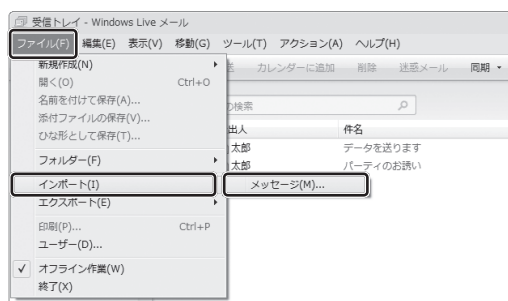 受信トレイ - Windows Live メール
ファイル(F) 編集(E) 表示(V) 移動(G) ツール(T) アクション(A) ヘルプ(H)
新規作成(N)
カレンダーに追加 削除 迷惑メール 同期
開く(O) Ctrl+O
名前を付けて保存(A)...
の検索
添付ファイルの保存(V)...
ひな形として保存(T)...
出人 件名
太郎 データを送ります
フォルダー(F)
太郎 パーティのお誘い
インポート(I) メッセージ(M)...
エクスポート(E)
印刷(P)... Ctrl+P
ユーザー(D)...
オフライン作業(W)
終了(X)